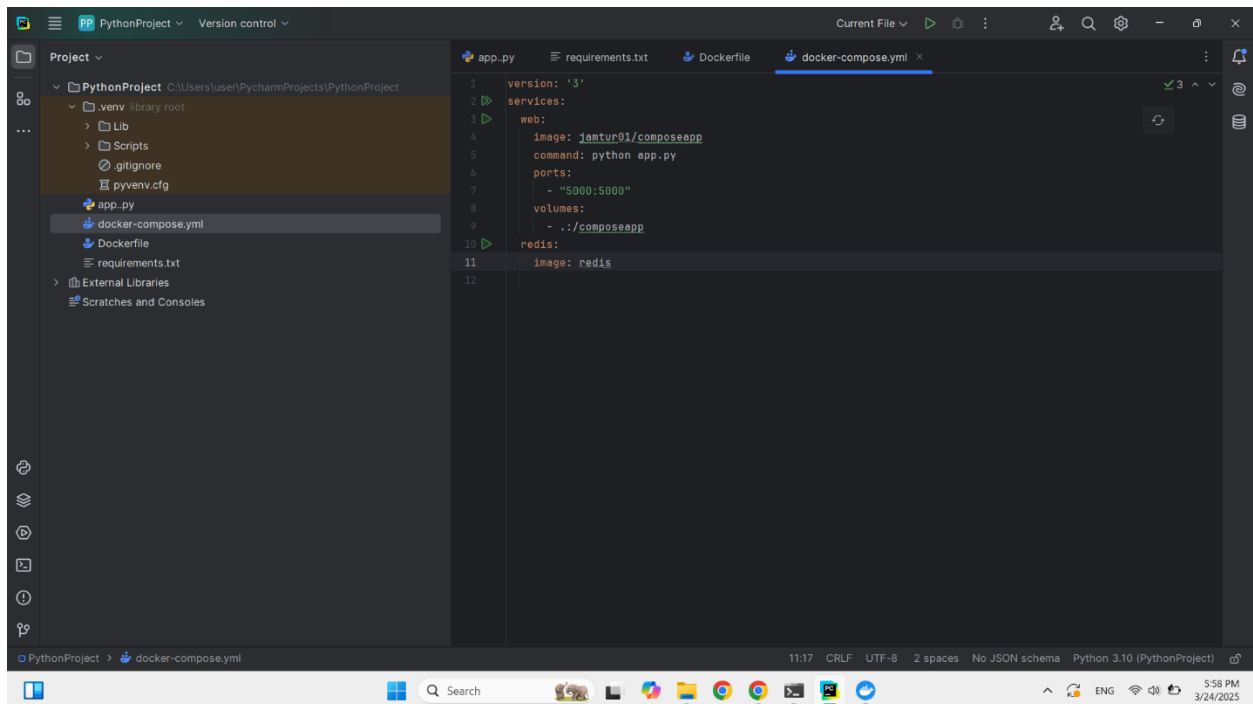 PP PythonProject Version control Current File
Project
app..py requirements.txt Dockerfile docker-compose.yml
PythonProject C:\Users\user\PycharmProjects\PythonProject
.venv library root
Lib
Scripts
.gitignore
pyvenv.cfg
app..py
docker-compose.yml
Dockerfile
requirements.txt
External Libraries
Scratches and Consoles
1 version: '3'
2 services:
3 web:
4 image: jamtur01/composeapp
5 command: python app.py
6 ports:
7 - "5000:5000"
8 volumes:
9 - .:/composeapp
10 redis:
11 image: redis
12
3
PythonProject > docker-compose.yml 11:17 CRLF UTF-8 2 spaces No JSON schema Python 3.10 (PythonProject)
Search ENG 5:58 PM
3/24/2025